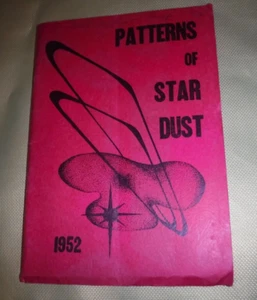 PATTERNS
OF
STAR
DUST
1952